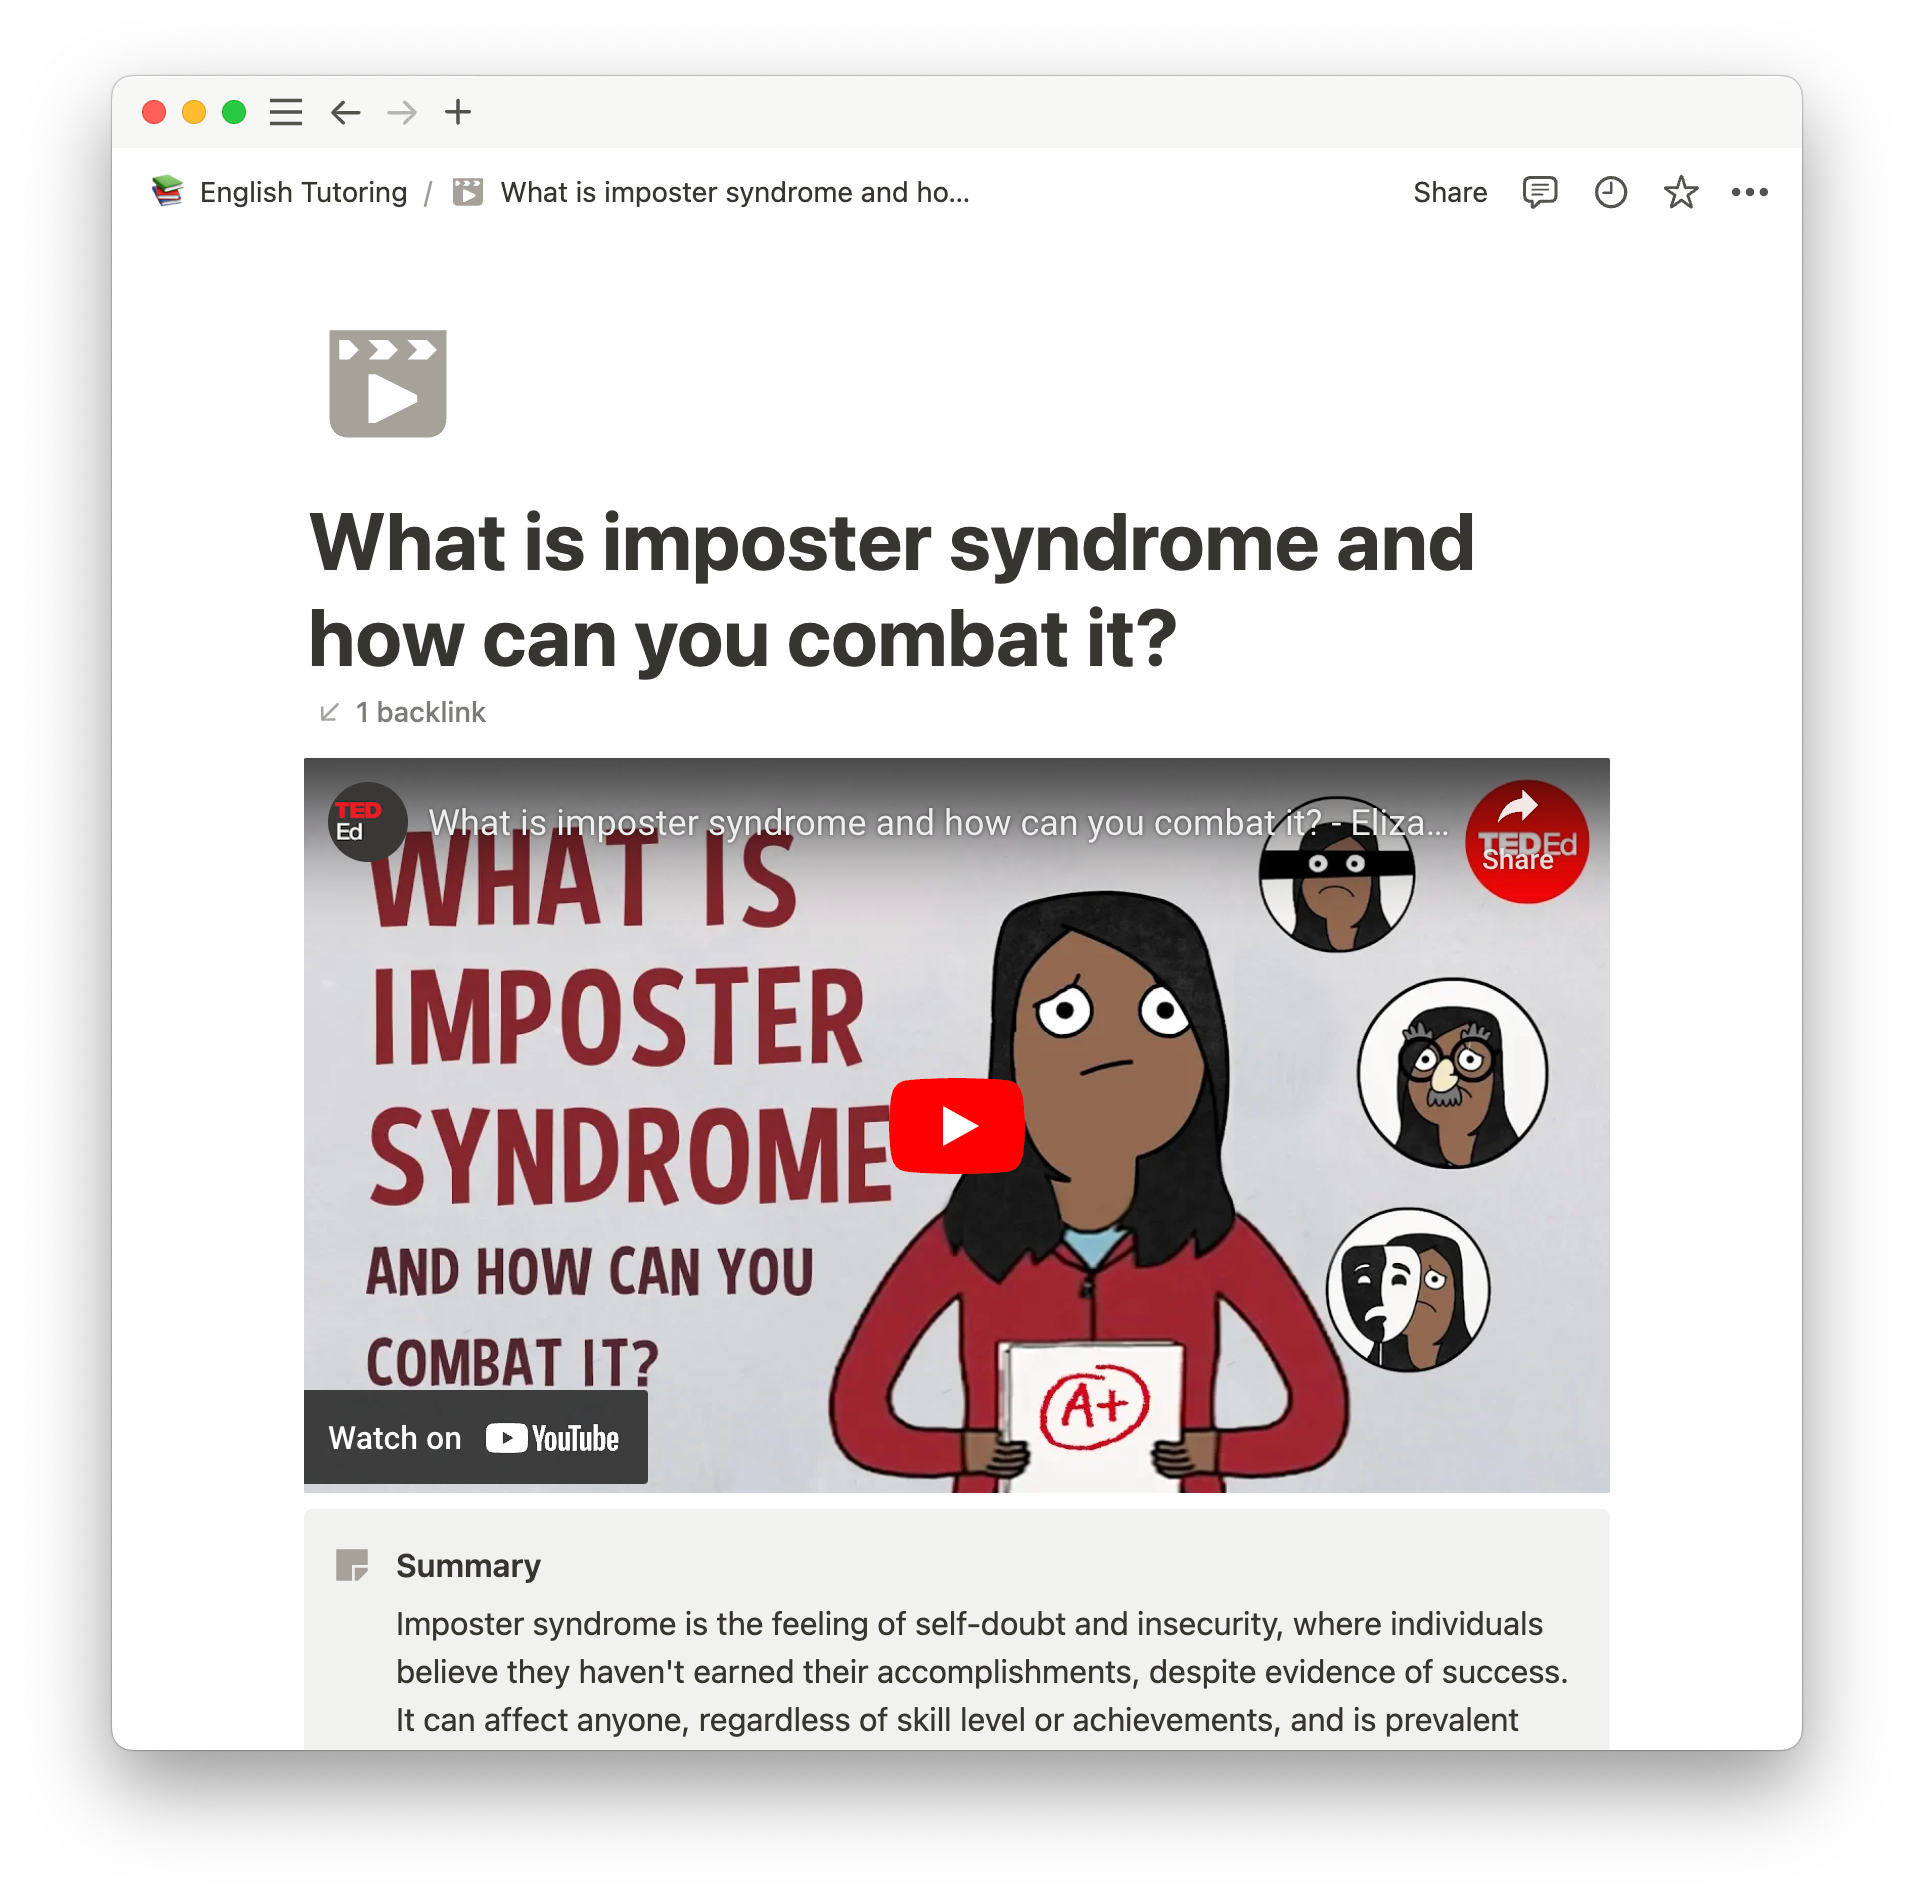 English Tutoring / What is imposter syndrome and ho...
Share
What is imposter syndrome and
how can you combat it?
1 backlink
TED
Ed
What is imposter syndrome and how can you combat it? - Eliza...
TEDEd
Share
WHAT IS
IMPOSTER
SYNDROME
AND HOW CAN YOU
COMBAT IT?
A+
Watch on YouTube
Summary
Imposter syndrome is the feeling of self-doubt and insecurity, where individuals
believe they haven't earned their accomplishments, despite evidence of success.
It can affect anyone, regardless of skill level or achievements, and is prevalent